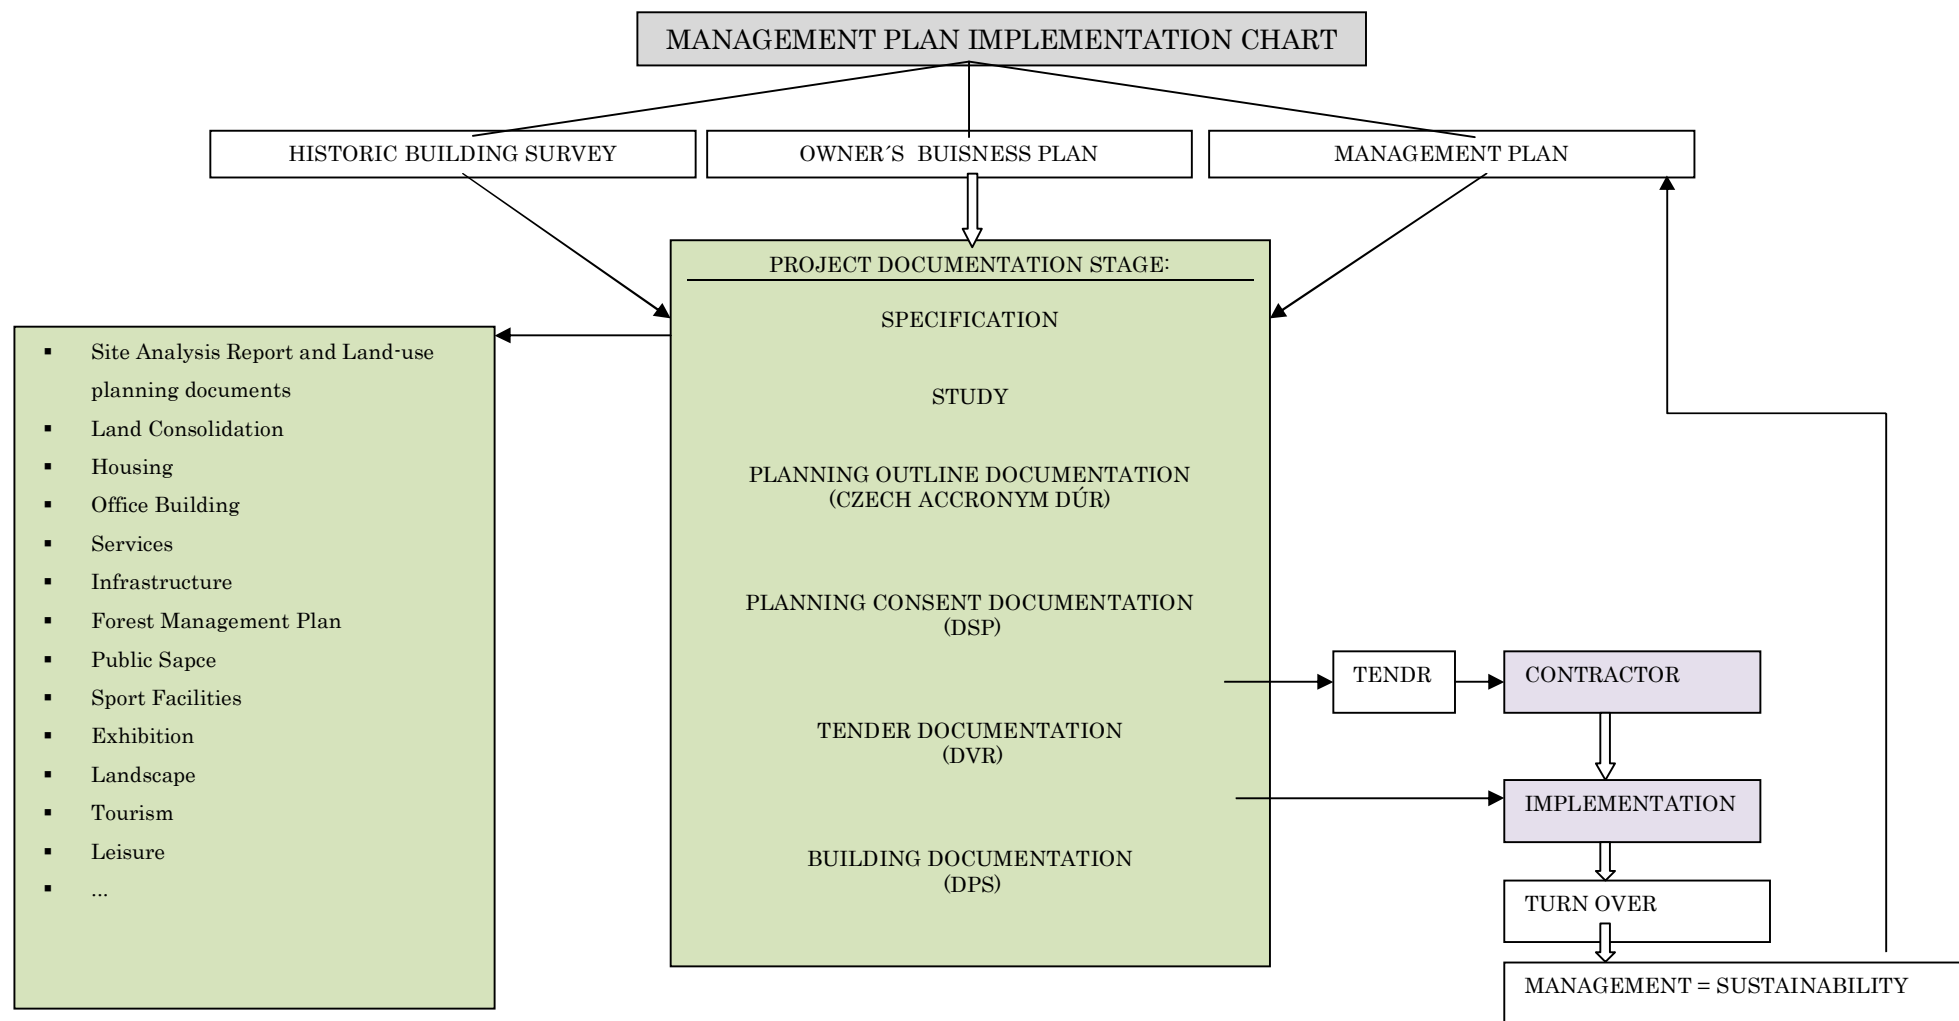 MANAGEMENT PLAN IMPLEMENTATION CHART
HISTORIC BUILDING SURVEY
OWNER´S BUISNESS PLAN
MANAGEMENT PLAN
PROJECT DOCUMENTATION STAGE:
SPECIFICATION
STUDY
PLANNING OUTLINE DOCUMENTATION
(CZECH ACCRONYM DÚR)
PLANNING CONSENT DOCUMENTATION
(DSP)
TENDER DOCUMENTATION
(DVR)
BUILDING DOCUMENTATION
(DPS)
▪ Site Analysis Report and Land-use
planning documents
▪ Land Consolidation
▪ Housing
▪ Office Building
▪ Services
▪ Infrastructure
▪ Forest Management Plan
▪ Public Sapce
▪ Sport Facilities
▪ Exhibition
▪ Landscape
▪ Tourism
▪ Leisure
▪ ...
TENDR
CONTRACTOR
IMPLEMENTATION
TURN OVER
MANAGEMENT = SUSTAINABILITY